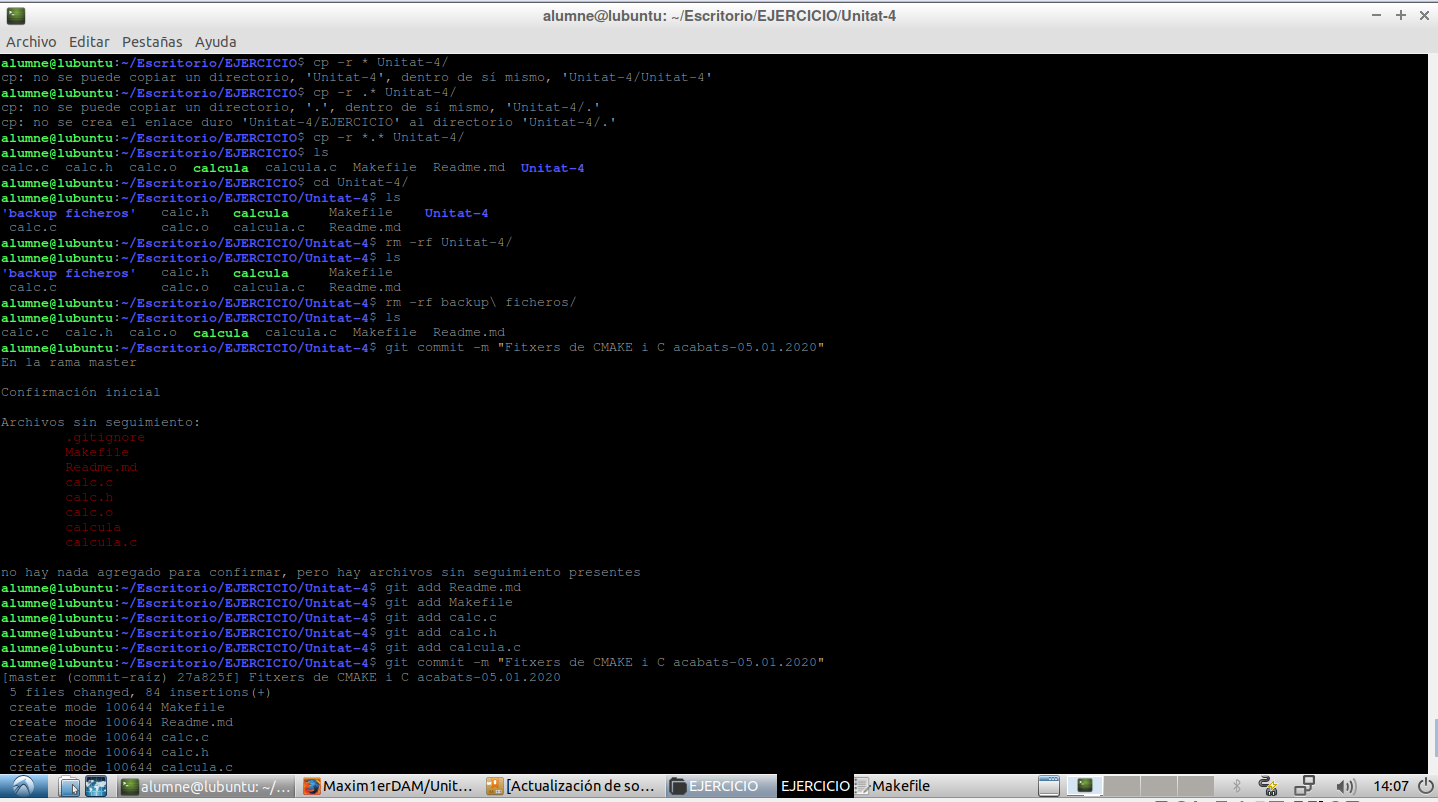 alumne@lubuntu: ~/Escritorio/EJERCICIO/Unitat-4
Archivo Editar Pestañas Ayuda
alumne@lubuntu:~/Escritorio/EJERCICIO$ cp -r * Unitat-4/
cp: no se puede copiar un directorio, 'Unitat-4', dentro de sí mismo, 'Unitat-4/Unitat-4'
alumne@lubuntu:~/Escritorio/EJERCICIO$ cp -r .* Unitat-4/
cp: no se puede copiar un directorio, '.', dentro de sí mismo, 'Unitat-4/.'
cp: no se crea el enlace duro 'Unitat-4/EJERCICIO' al directorio 'Unitat-4/.'
alumne@lubuntu:~/Escritorio/EJERCICIO$ cp -r *.* Unitat-4/
alumne@lubuntu:~/Escritorio/EJERCICIO$ ls
calc.c calc.h calc.o calcula calcula.c Makefile Readme.md Unitat-4
alumne@lubuntu:~/Escritorio/EJERCICIO$ cd Unitat-4/
alumne@lubuntu:~/Escritorio/EJERCICIO/Unitat-4$ ls
'backup ficheros' calc.h calcula Makefile Unitat-4
calc.c calc.o calcula.c Readme.md
alumne@lubuntu:~/Escritorio/EJERCICIO/Unitat-4$ rm -rf Unitat-4/
alumne@lubuntu:~/Escritorio/EJERCICIO/Unitat-4$ ls
'backup ficheros' calc.h calcula Makefile
calc.c calc.o calcula.c Readme.md
alumne@lubuntu:~/Escritorio/EJERCICIO/Unitat-4$ rm -rf backup\ ficheros/
alumne@lubuntu:~/Escritorio/EJERCICIO/Unitat-4$ ls
calc.c calc.h calc.o calcula calcula.c Makefile Readme.md
alumne@lubuntu:~/Escritorio/EJERCICIO/Unitat-4$ git commit -m "Fitxers de CMAKE i C acabats-05.01.2020"
En la rama master
Confirmación inicial
Archivos sin seguimiento:
.gitignore
Makefile
Readme.md
calc.c
calc.h
calc.o
calcula
calcula.c
no hay nada agregado para confirmar, pero hay archivos sin seguimiento presentes
alumne@lubuntu:~/Escritorio/EJERCICIO/Unitat-4$ git add Readme.md
alumne@lubuntu:~/Escritorio/EJERCICIO/Unitat-4$ git add Makefile
alumne@lubuntu:~/Escritorio/EJERCICIO/Unitat-4$ git add calc.c
alumne@lubuntu:~/Escritorio/EJERCICIO/Unitat-4$ git add calc.h
alumne@lubuntu:~/Escritorio/EJERCICIO/Unitat-4$ git add calcula.c
alumne@lubuntu:~/Escritorio/EJERCICIO/Unitat-4$ git commit -m "Fitxers de CMAKE i C acabats-05.01.2020"
[master (commit-raíz) 27a825f] Fitxers de CMAKE i C acabats-05.01.2020
5 files changed, 84 insertions(+)
create mode 100644 Makefile
create mode 100644 Readme.md
create mode 100644 calc.c
create mode 100644 calc.h
create mode 100644 calcula.c
alumne@lubuntu: ~/... Maxim1erDAM/Unit... [Actualización de so... EJERCICIO EJERCICIO Makefile 14:07